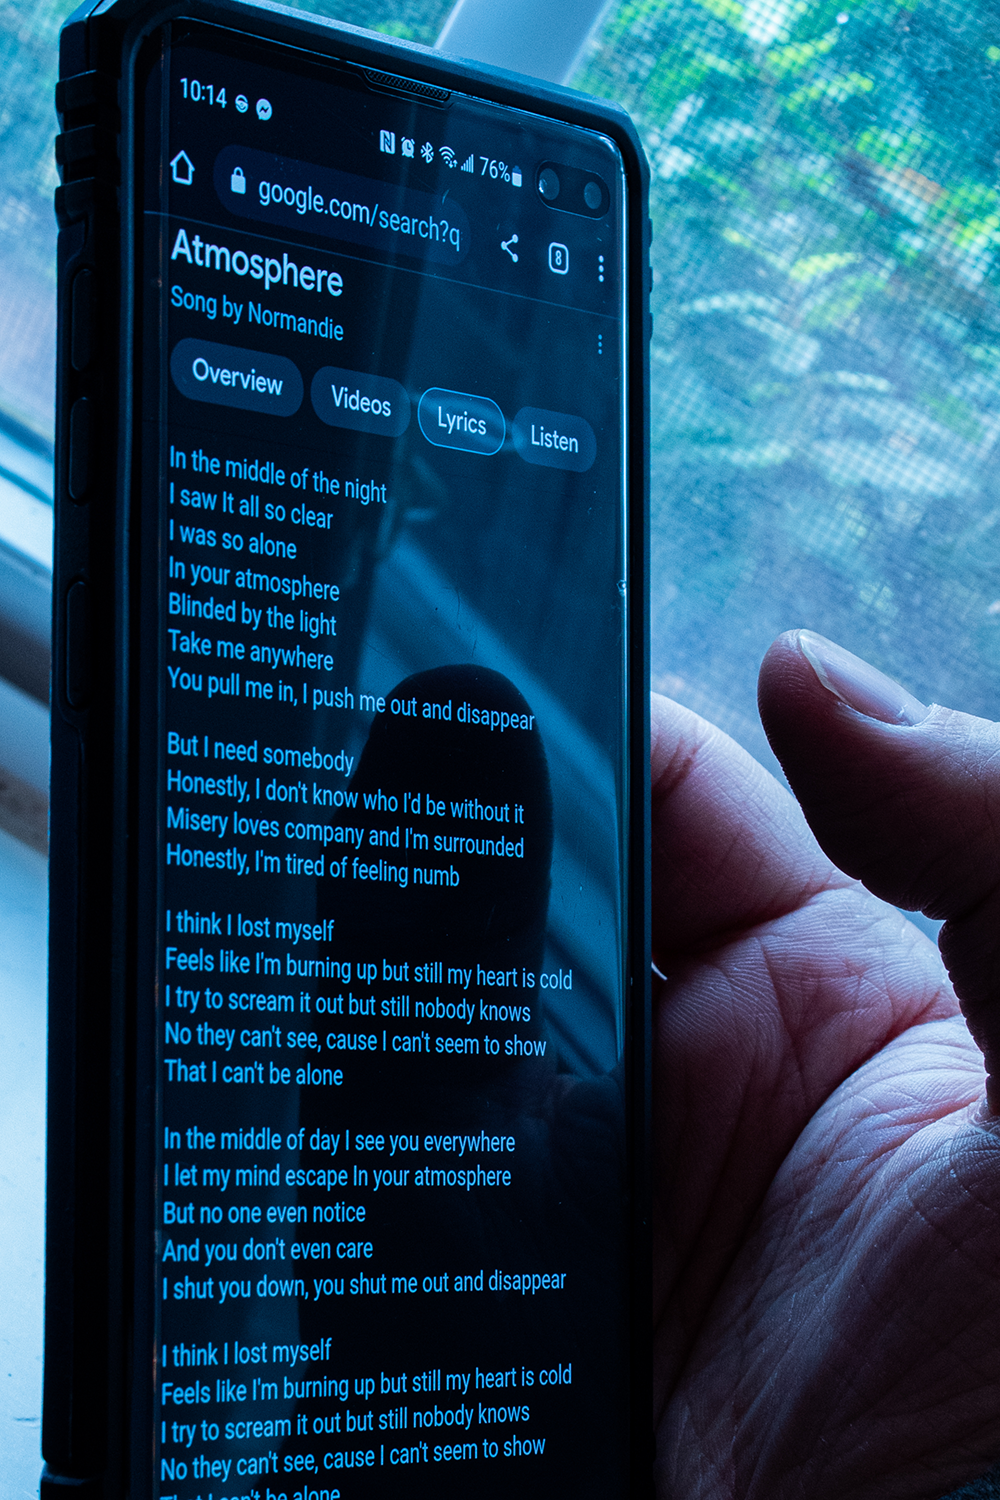 10:14 76%
google.com/search?q 8
Atmosphere
Song by Normandie
Overview Videos Lyrics Listen
In the middle of the night
I saw It all so clear
I was so alone
In your atmosphere
Blinded by the light
Take me anywhere
You pull me in, I push me out and disappear
But I need somebody
Honestly, I don't know who I'd be without it
Misery loves company and I'm surrounded
Honestly, I'm tired of feeling numb
I think I lost myself
Feels like I'm burning up but still my heart is cold
I try to scream it out but still nobody knows
No they can't see, cause I can't seem to show
That I can't be alone
In the middle of day I see you everywhere
I let my mind escape In your atmosphere
But no one even notice
And you don't even care
I shut you down, you shut me out and disappear
I think I lost myself
Feels like I'm burning up but still my heart is cold
I try to scream it out but still nobody knows
No they can't see, cause I can't seem to show
That I can't be alone